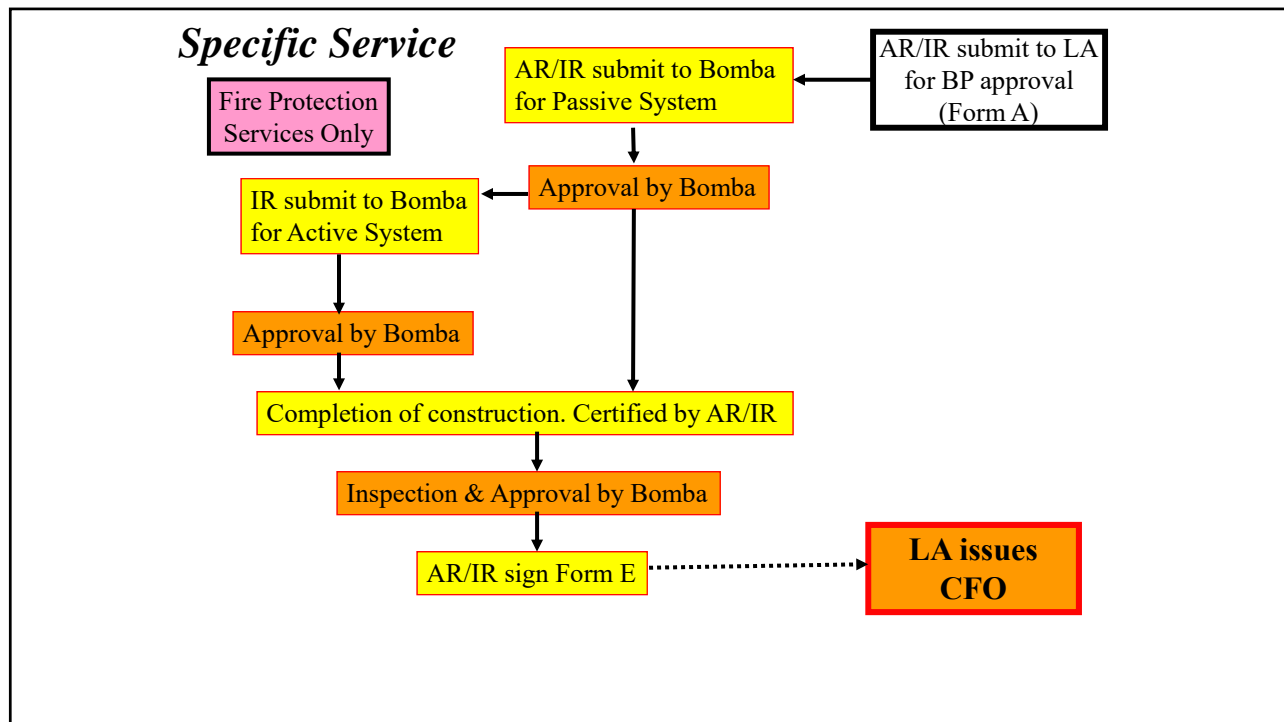 Specific Service
Fire Protection
Services Only
AR/IR submit to Bomba
for Passive System
AR/IR submit to LA
for BP approval
(Form A)
Approval by Bomba
IR submit to Bomba
for Active System
Approval by Bomba
Completion of construction. Certified by AR/IR
Inspection & Approval by Bomba
AR/IR sign Form E
LA issues
CFO